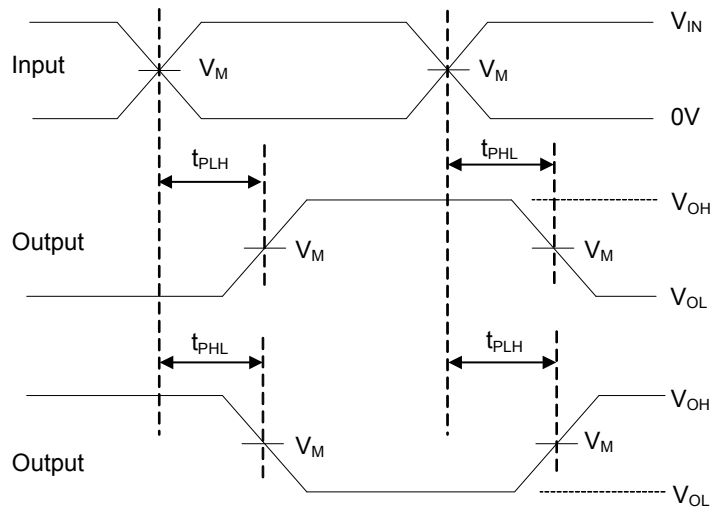 V_IN
Input
V_M
V_M
0V
t_PLH
t_PHL
V_OH
Output
V_M
V_M
V_OL
t_PHL
t_PLH
V_OH
V_M
V_M
Output
V_OL